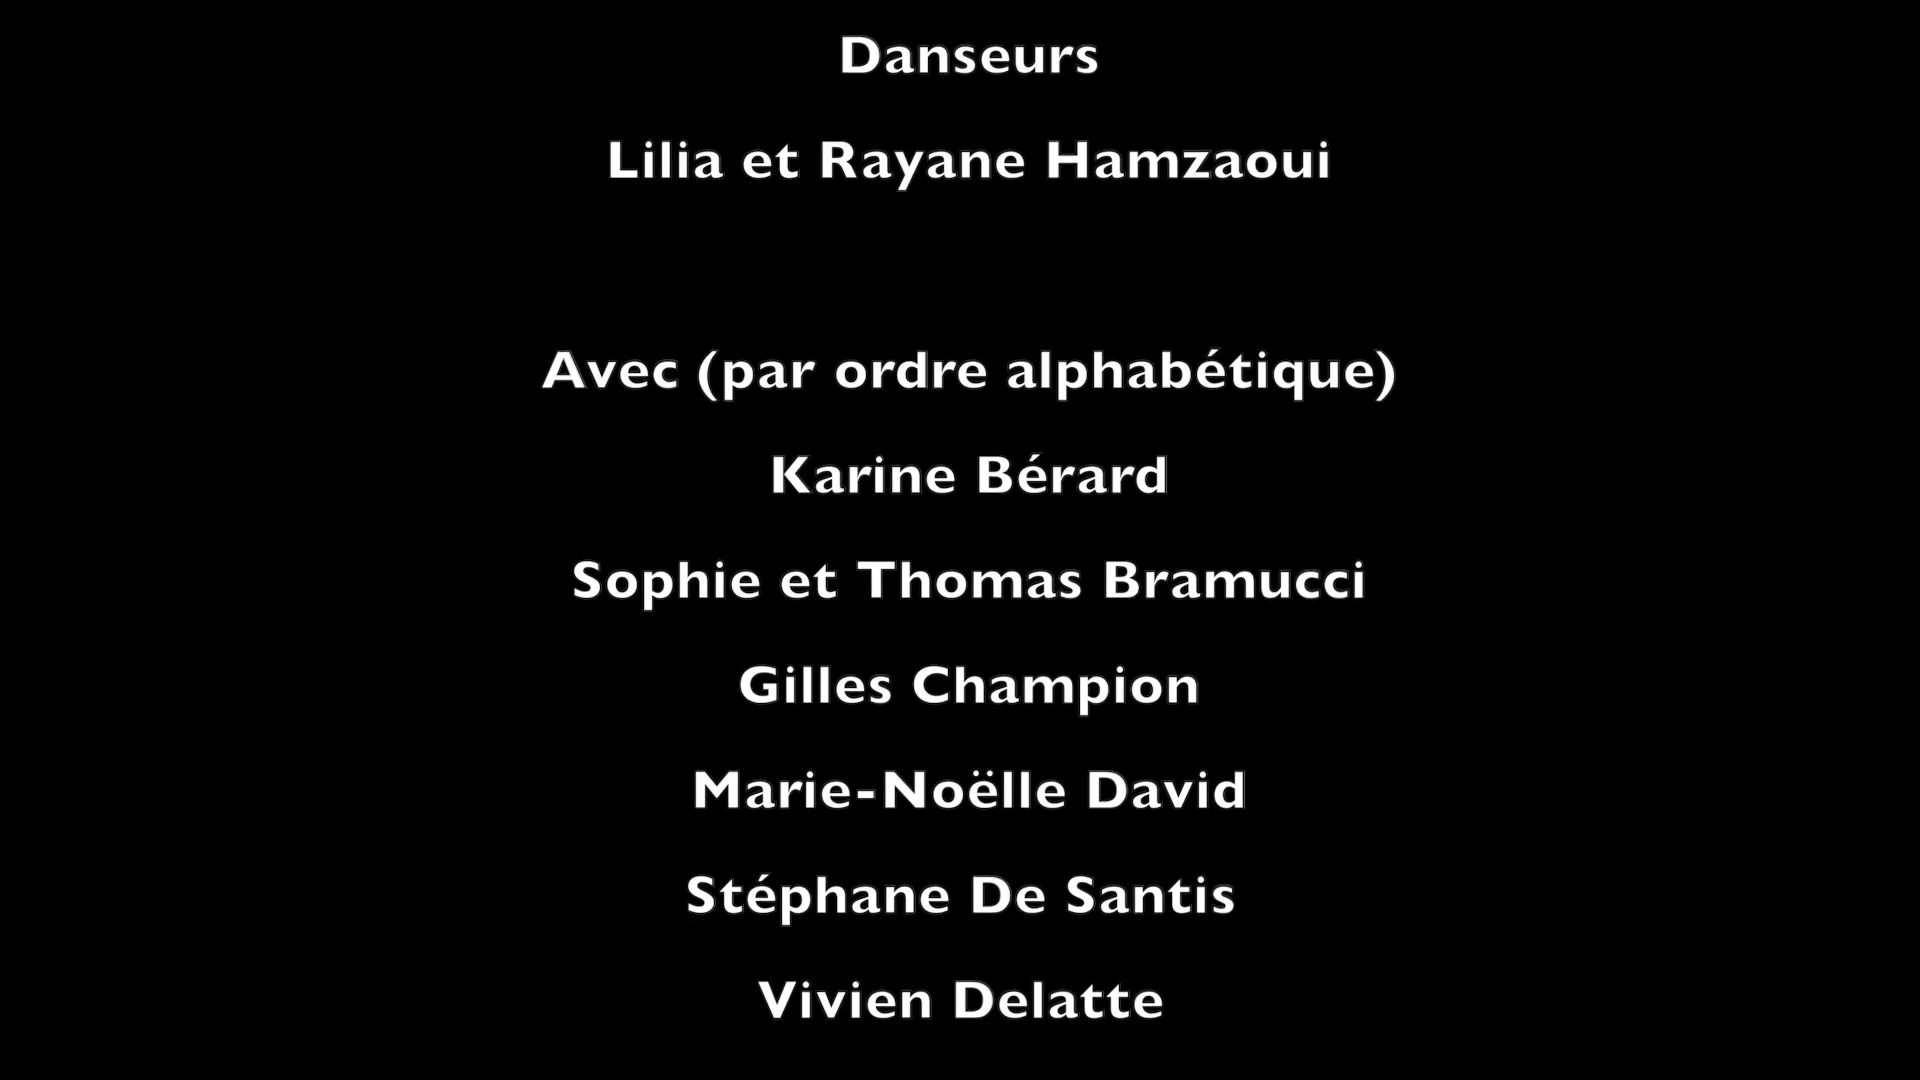 Danseurs
Lilia et Rayane Hamzaoui
Avec (par ordre alphabétique)
Karine Bérard
Sophie et Thomas Bramucci
Gilles Champion
Marie-Noëlle David
Stéphane De Santis
Vivien Delatte